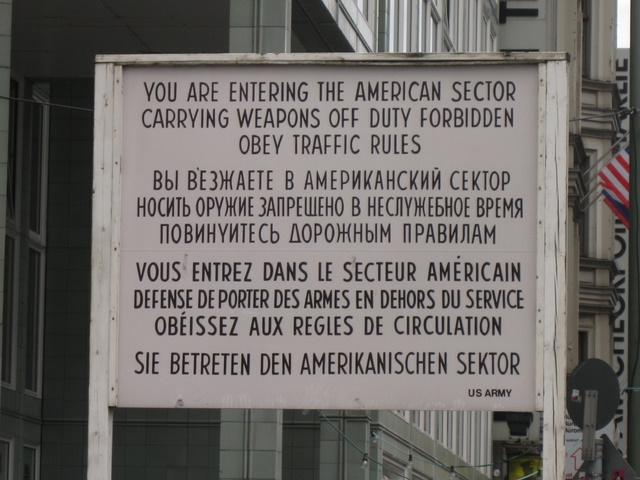 YOU ARE ENTERING THE AMERICAN SECTOR
CARRYING WEAPONS OFF DUTY FORBIDDEN
OBEY TRAFFIC RULES
ВЫ ВЪЕЗЖАЕТЕ В АМЕРИКАНСКИЙ СЕКТОР
НОСИТЬ ОРУЖИЕ ЗАПРЕЩЕНО В НЕСЛУЖЕБНОЕ ВРЕМЯ
ПОВИНУЙТЕСЬ ДОРОЖНЫМ ПРАВИЛАМ
VOUS ENTREZ DANS LE SECTEUR AMÉRICAIN
DEFENSE DE PORTER DES ARMES EN DEHORS DU SERVICE
OBÉISSEZ AUX REGLES DE CIRCULATION
SIE BETRETEN DEN AMERIKANISCHEN SEKTOR
US ARMY